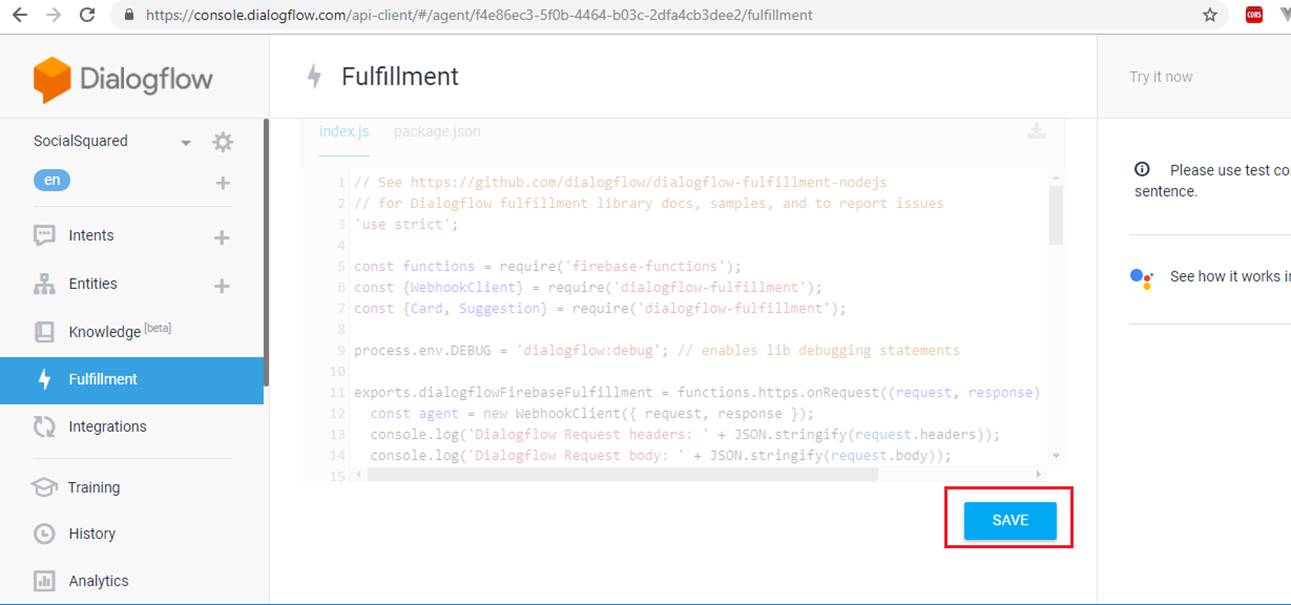 https://console.dialogflow.com/api-client/#/agent/f4e86ec3-5f0b-4464-b03c-2dfa4cb3dee2/fulfillment
CORS
Dialogflow
Fulfillment
Try it now
SocialSquared
en
Intents
Entities
Knowledge [beta]
Fulfillment
Integrations
Training
History
Analytics
index.js package.json
1 // See https://github.com/dialogflow/dialogflow-fulfillment-nodejs
2 // for Dialogflow fulfillment library docs, samples, and to report issues
3 'use strict';
4
5 const functions = require('firebase-functions');
6 const {WebhookClient} = require('dialogflow-fulfillment');
7 const {Card, Suggestion} = require('dialogflow-fulfillment');
8
9 process.env.DEBUG = 'dialogflow:debug'; // enables lib debugging statements
10
11 exports.dialogflowFirebaseFulfillment = functions.https.onRequest((request, response)
12 const agent = new WebhookClient({ request, response });
13 console.log('Dialogflow Request headers: ' + JSON.stringify(request.headers));
14 console.log('Dialogflow Request body: ' + JSON.stringify(request.body));
15
SAVE
Please use test co
sentence.
See how it works i